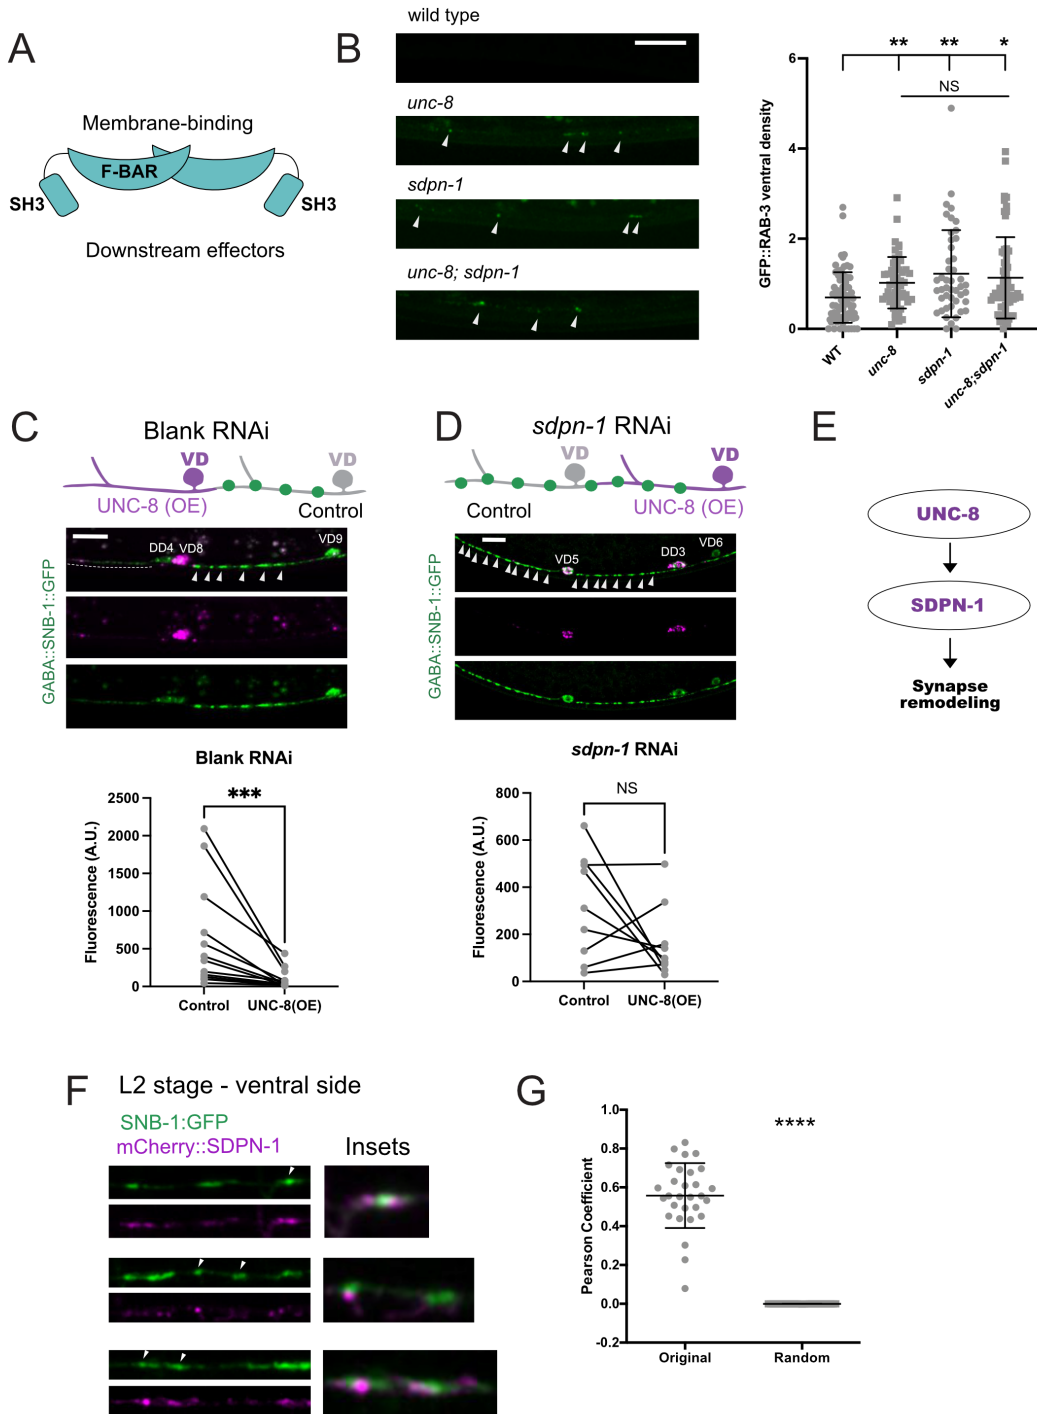 A
Membrane-binding
F-BAR
SH3
SH3
Downstream effectors
B
wild type
unc-8
sdpn-1
unc-8; sdpn-1
** ** *
NS
GFP::RAB-3 ventral density
6
4
2
0
WT
unc-8
sdpn-1
unc-8;sdpn-1
C
Blank RNAi
VD
VD
UNC-8 (OE)
Control
DD4
VD8
VD9
GABA::SNB-1::GFP
Blank RNAi
***
Fluorescence (A.U.)
2500
2000
1500
1000
500
0
Control
UNC-8(OE)
D
sdpn-1 RNAi
VD
VD
Control
UNC-8 (OE)
VD5
DD3
VD6
GABA::SNB-1::GFP
sdpn-1 RNAi
NS
Fluorescence (A.U.)
800
600
400
200
0
Control
UNC-8(OE)
E
UNC-8
SDPN-1
Synapse
remodeling
F
L2 stage - ventral side
SNB-1:GFP
mCherry::SDPN-1
Insets
G
****
Pearson Coefficient
1.0
0.8
0.6
0.4
0.2
0.0
-0.2
Original
Random